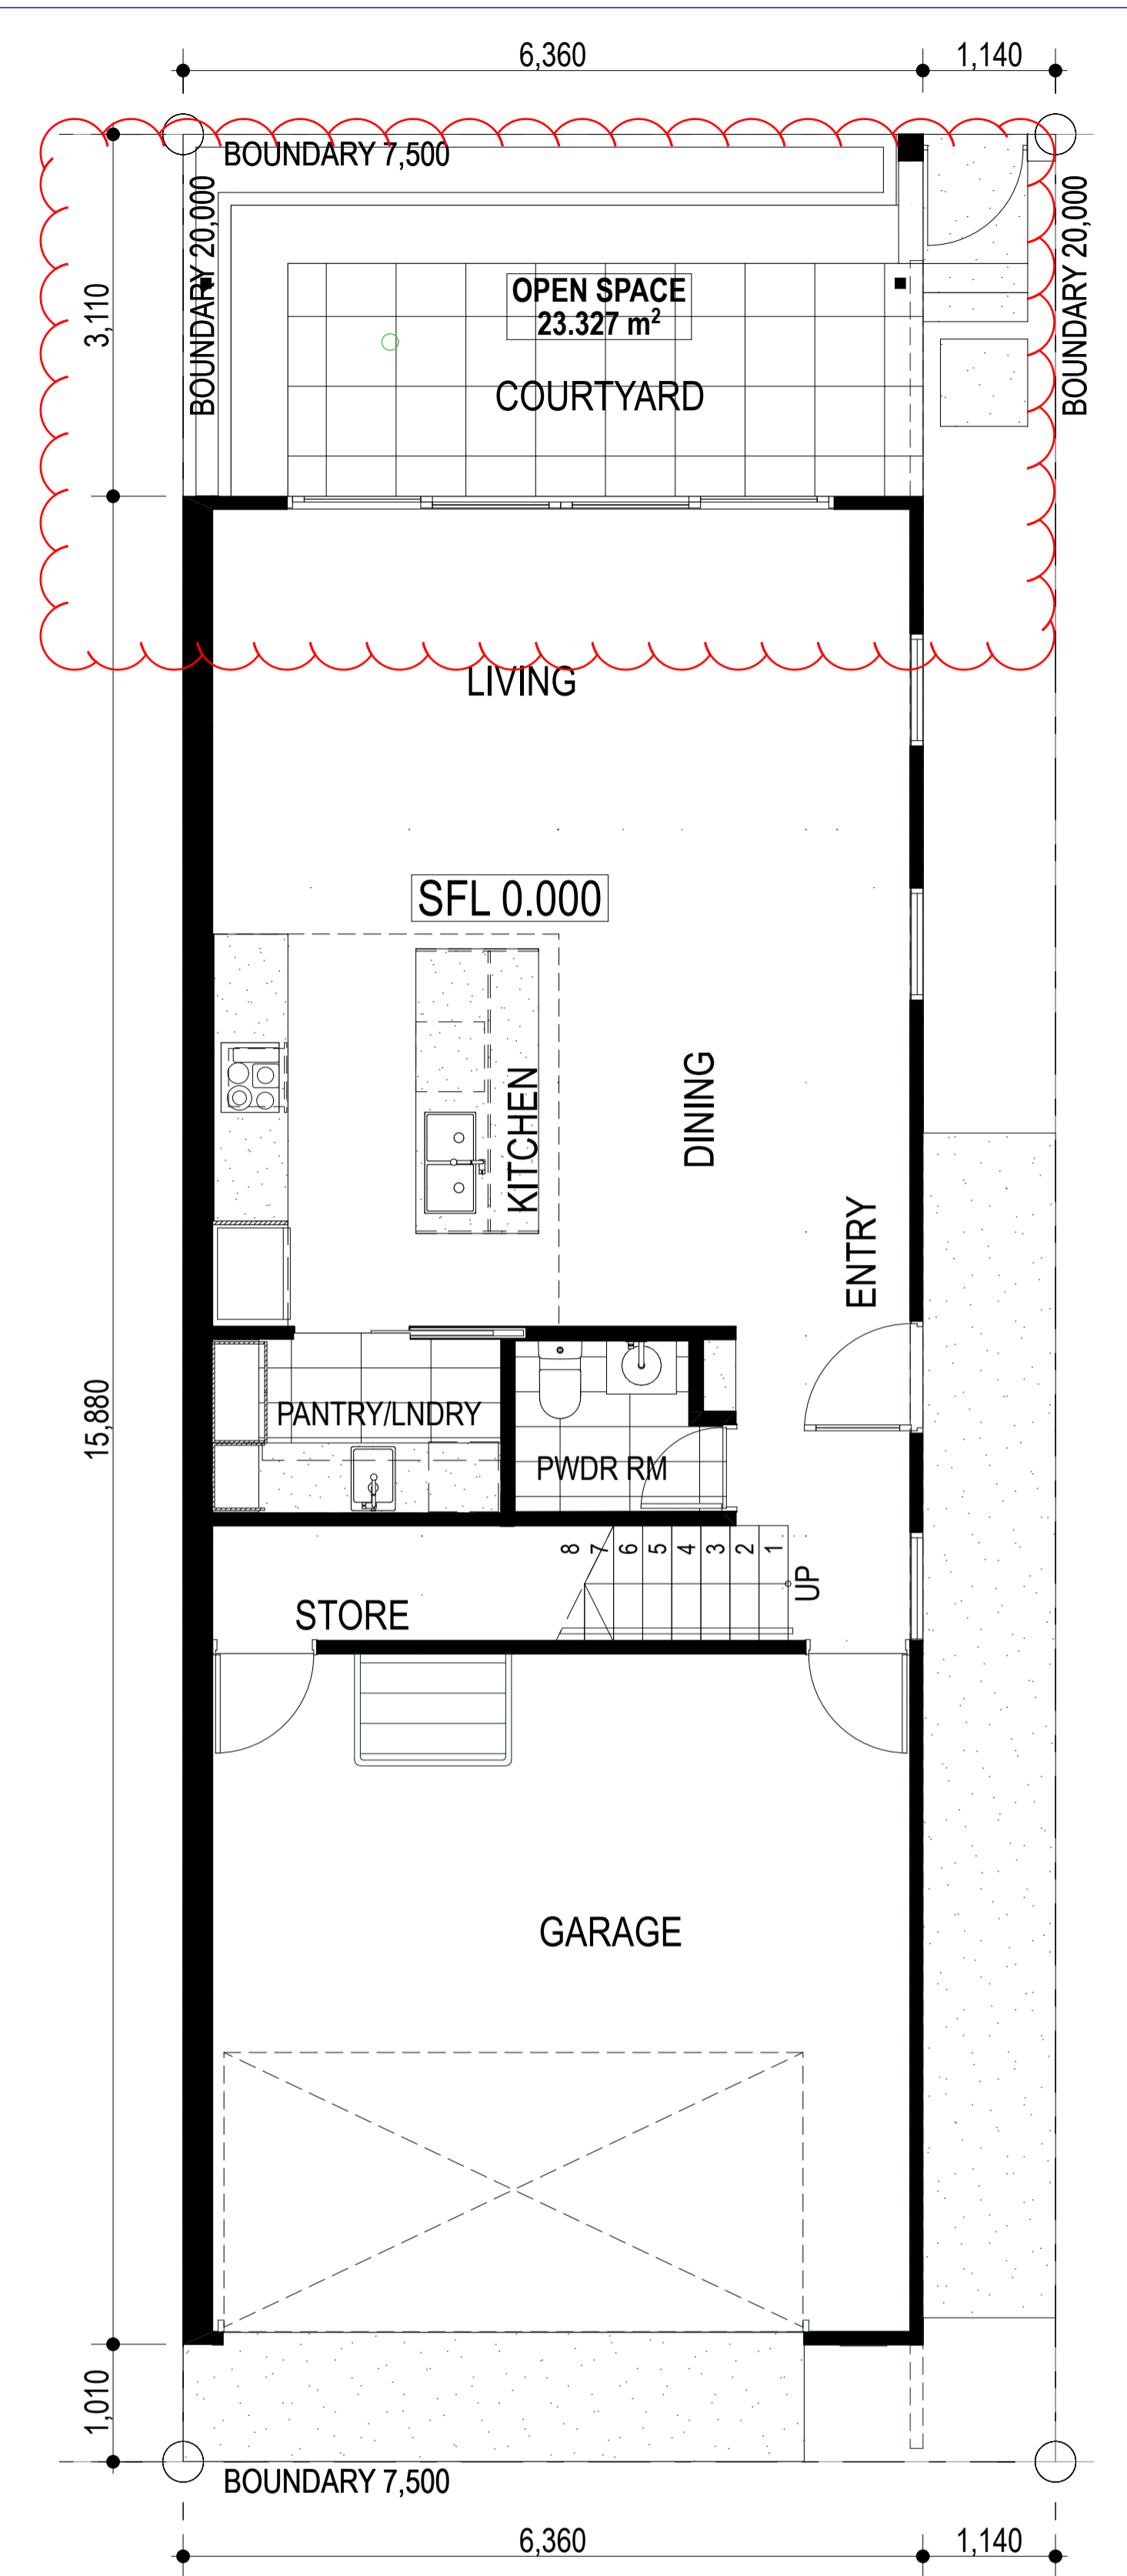 6,360
1,140
BOUNDARY 7,500
BOUNDARY 20,000
BOUNDARY 20,000
3,110
OPEN SPACE
23.327 m²
COURTYARD
LIVING
SFL 0.000
KITCHEN
DINING
ENTRY
15,880
PANTRY/LNDRY
PWDR RM
8 7 6 5 4 3 2 1
UP
STORE
GARAGE
1,010
BOUNDARY 7,500
6,360
1,140